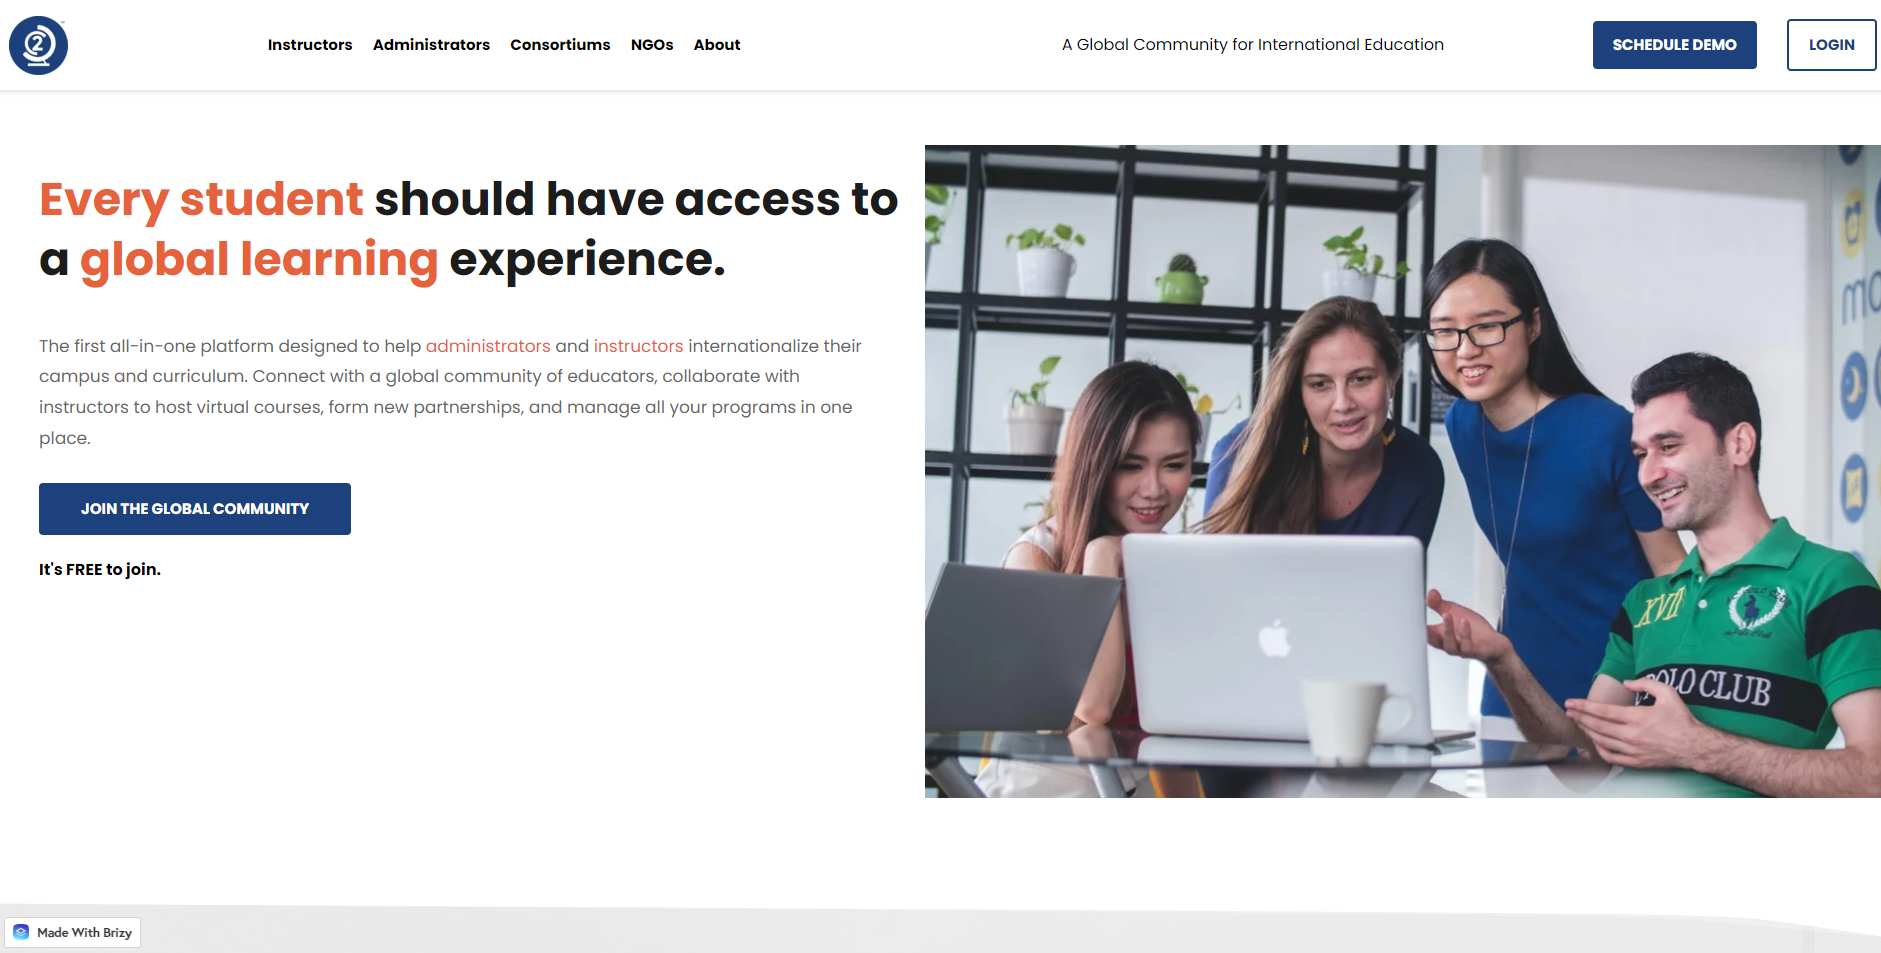 2
Instructors Administrators Consortiums NGOs About
A Global Community for International Education
SCHEDULE DEMO
LOGIN
Every student should have access to
a global learning experience.
The first all-in-one platform designed to help administrators and instructors internationalize their
campus and curriculum. Connect with a global community of educators, collaborate with
instructors to host virtual courses, form new partnerships, and manage all your programs in one
place.
JOIN THE GLOBAL COMMUNITY
It's FREE to join.
XVII
POLO CLUB
Made With Brizy